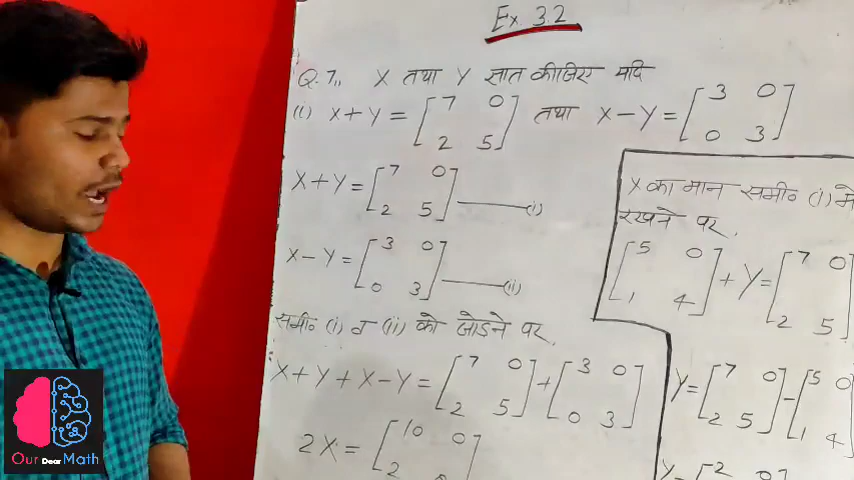 Ex. 3.2
Q.7,, X तथा Y ज्ञात कीजिए यदि
(i) X+Y = [7 0 2 5] तथा X-Y = [3 0 0 3]
X+Y = [7 0 2 5] (i)
X-Y = [3 0 0 3] (ii)
समी० (i) व (ii) को जोडने पर,
X+Y+X-Y = [7 0 2 5] + [3 0 0 3]
2X = [10 0 2
X का मान समी० (i) में
रखने पर,
[5 0 1 4] + Y = [7 0 2 5]
Y = [7 0 2 5] - [5 0 1 4]
Y = [2 0
Our Dear Math